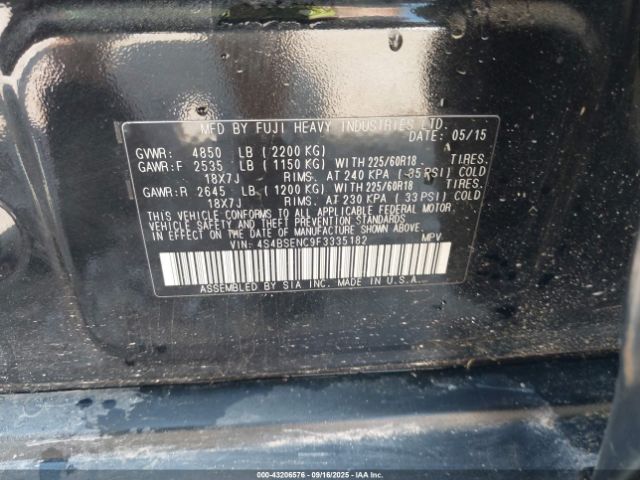 MFD BY FUJI HEAVY INDUSTRIES LTD.
DATE: 05/15
GVWR: 4850 LB (2200 KG)
GAWR: F 2535 LB (1150 KG) WITH 225/60R18 TIRES.
18X7J RIMS. AT 240 KPA (35 PSI) COLD
GAWR: R 2645 LB (1200 KG) WITH 225/60R18 TIRES.
18X7J RIMS. AT 230 KPA (33 PSI) COLD
THIS VEHICLE CONFORMS TO ALL APPLICABLE FEDERAL MOTOR
VEHICLE SAFETY AND THEFT PREVENTION STANDARDS
IN EFFECT ON THE DATE OF MANUFACTURE SHOWN ABOVE.
VIN: 4S4BSENC9F3335182 MPV
ASSEMBLED BY SIA INC. MADE IN U.S.A.
000-43206576 - 09/16/2025 - IAAI.COM